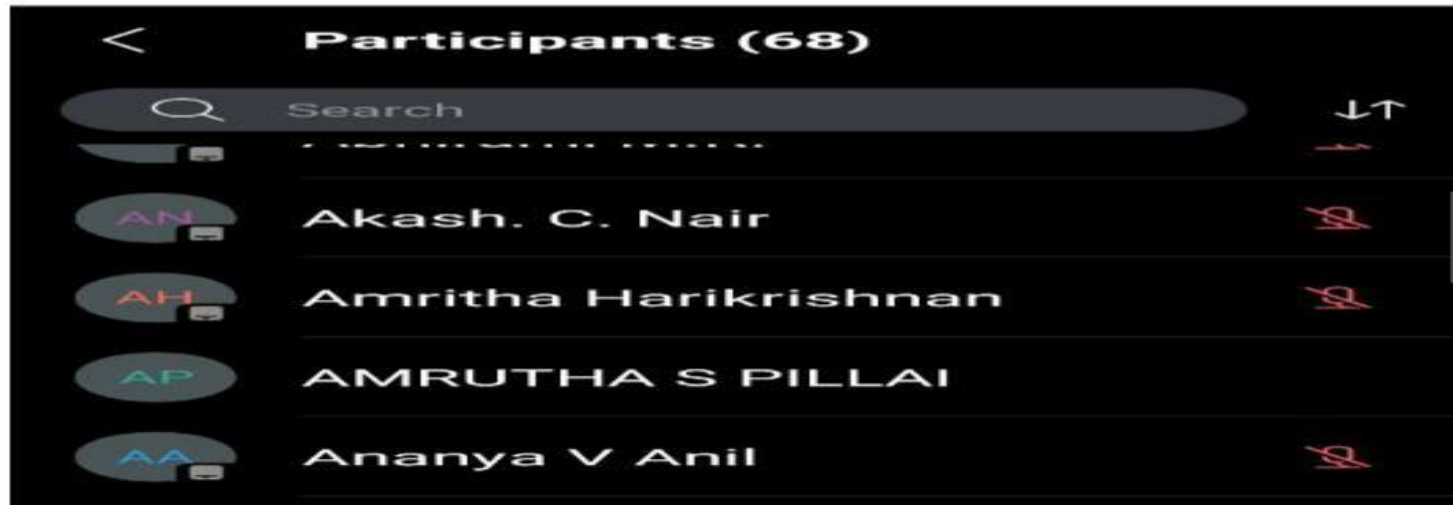 Participants (68)
Search
AN Akash. C. Nair
AH Amritha Harikrishnan
AP AMRUTHA S PILLAI
AA Ananya V Anil